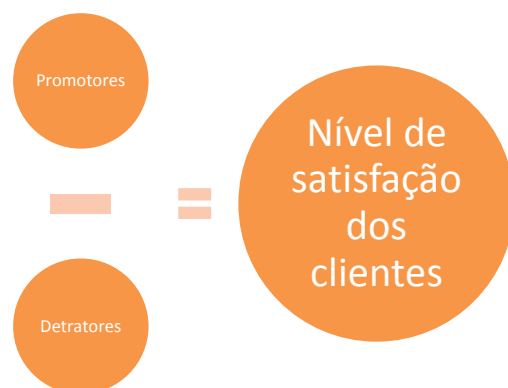 Promotores
Detratores
Nível de
satisfação
dos
clientes